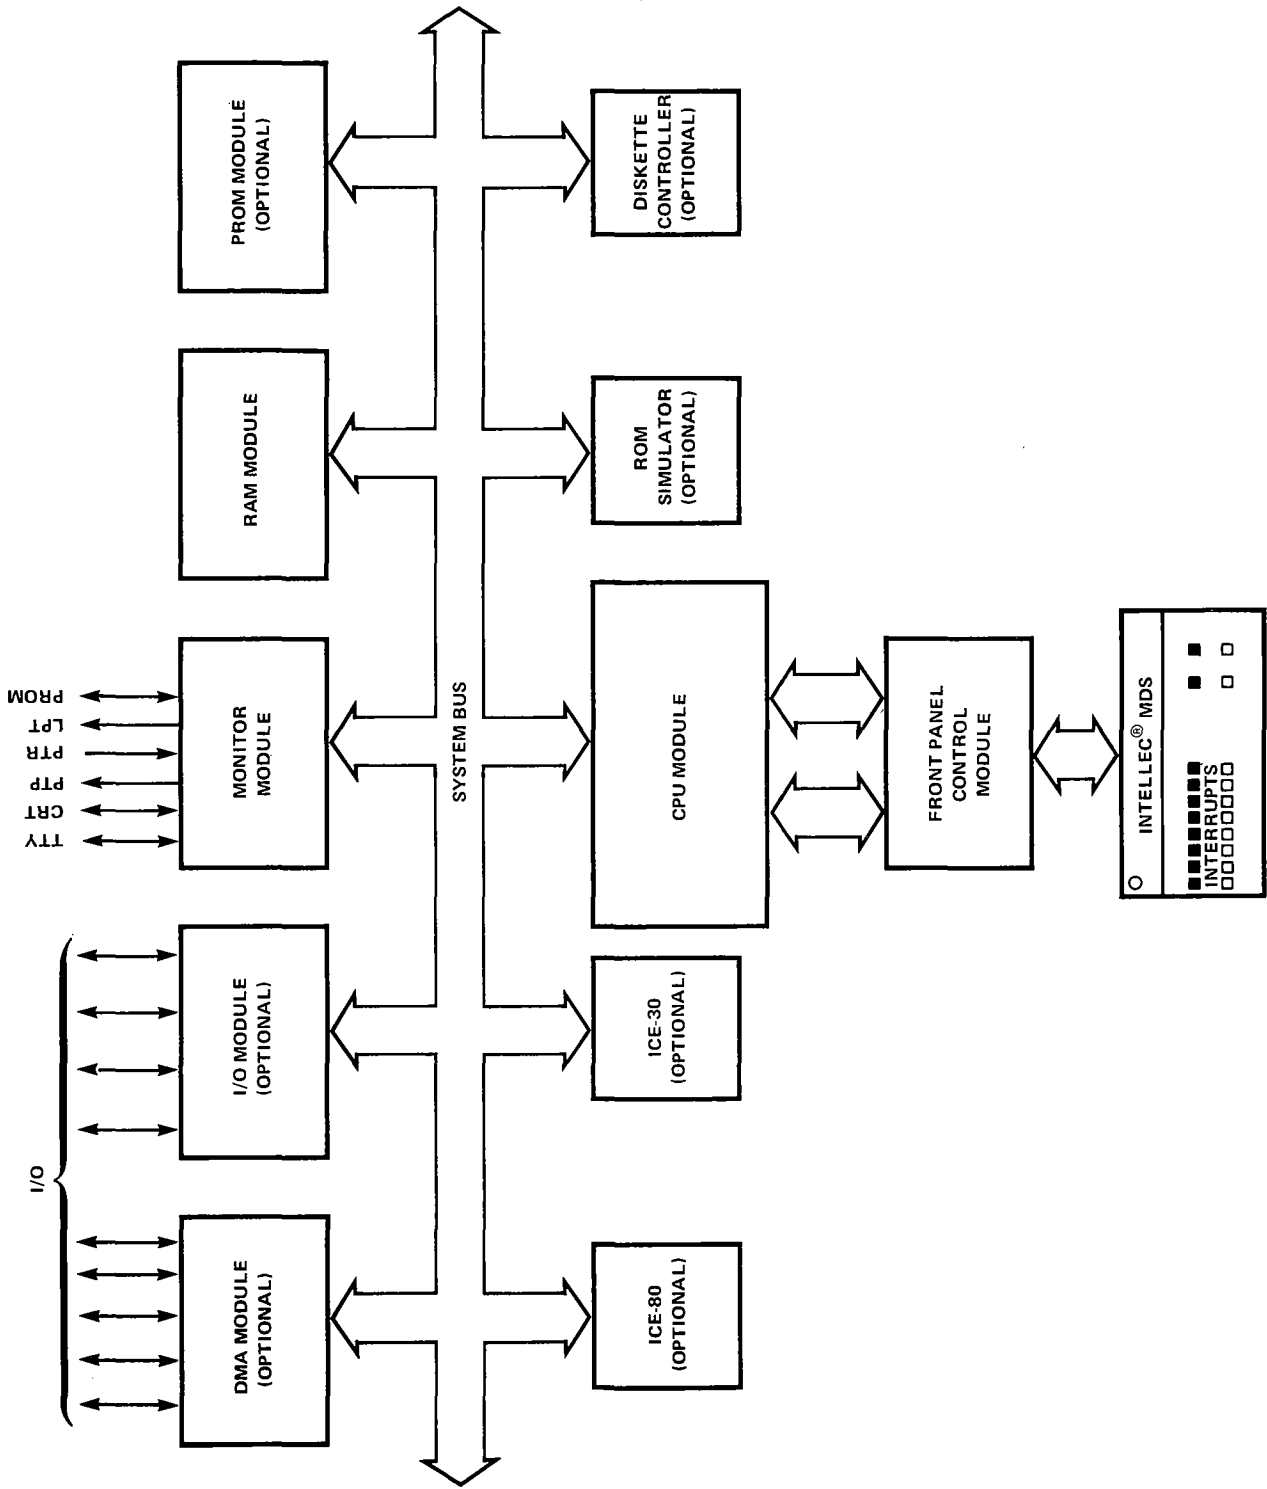 I/O
TTY
CRT
PTP
PTR
LPT
PROM
DMA MODULE
(OPTIONAL)
I/O MODULE
(OPTIONAL)
MONITOR
MODULE
RAM MODULE
PROM MODULE
(OPTIONAL)
SYSTEM BUS
ICE-80
(OPTIONAL)
ICE-30
(OPTIONAL)
CPU MODULE
ROM
SIMULATOR
(OPTIONAL)
DISKETTE
CONTROLLER
(OPTIONAL)
FRONT PANEL
CONTROL
MODULE
INTELLEC® MDS
INTERRUPTS